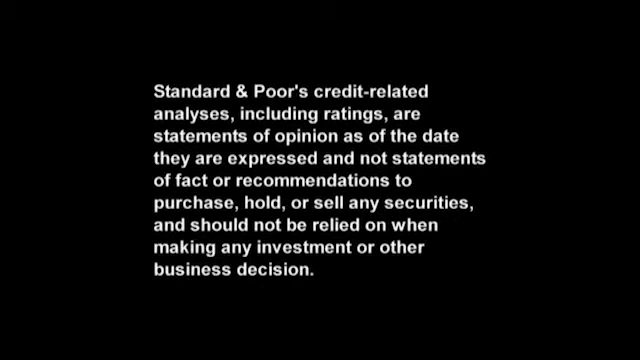 Standard & Poor's credit-related
analyses, including ratings, are
statements of opinion as of the date
they are expressed and not statements
of fact or recommendations to
purchase, hold, or sell any securities,
and should not be relied on when
making any investment or other
business decision.